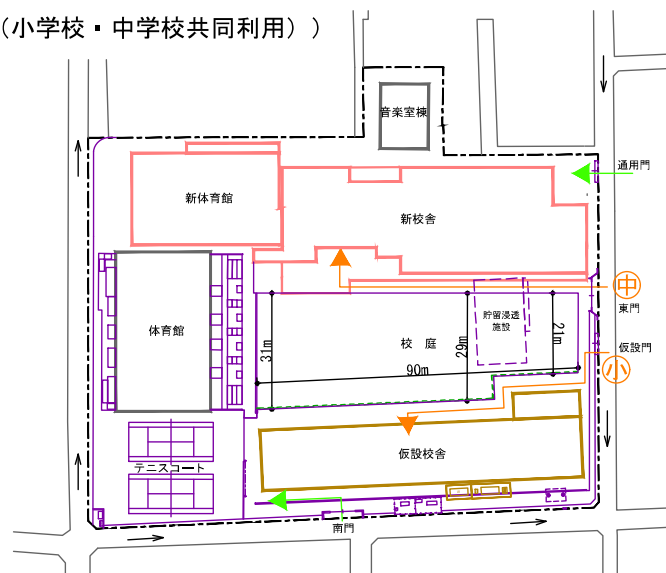 (小学校・中学校共同利用））
音楽室棟
通用門
新体育館
新校舎
中
東門
貯留浸透
施設
体育館
校庭
31m
29m
21m
仮設門
90m
小
仮設校舎
テニスコート
南門